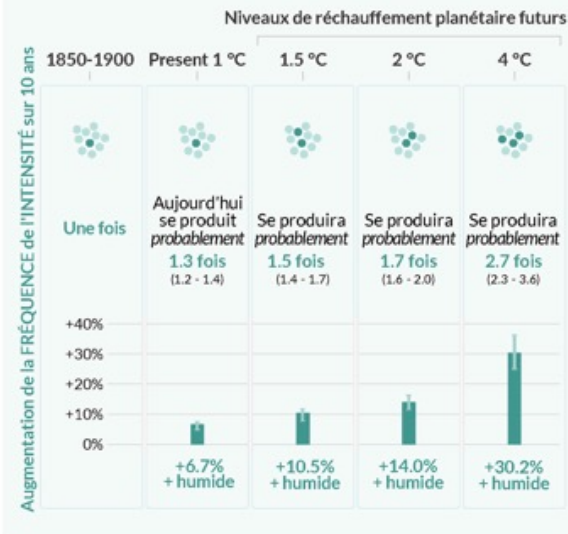 Niveaux de réchauffement planétaire futurs
1850-1900 Present 1 °C 1.5 °C 2 °C 4 °C
Augmentation de la FRÉQUENCE de l'INTENSITÉ sur 10 ans
Une fois
Aujourd'hui
se produit
probablement
1.3 fois
(1.2 - 1.4)
Se produira
probablement
1.5 fois
(1.4 - 1.7)
Se produira
probablement
1.7 fois
(1.6 - 2.0)
Se produira
probablement
2.7 fois
(2.3 - 3.6)
+40%
+30%
+20%
+10%
0%
+6.7%
+ humide
+10.5%
+ humide
+14.0%
+ humide
+30.2%
+ humide